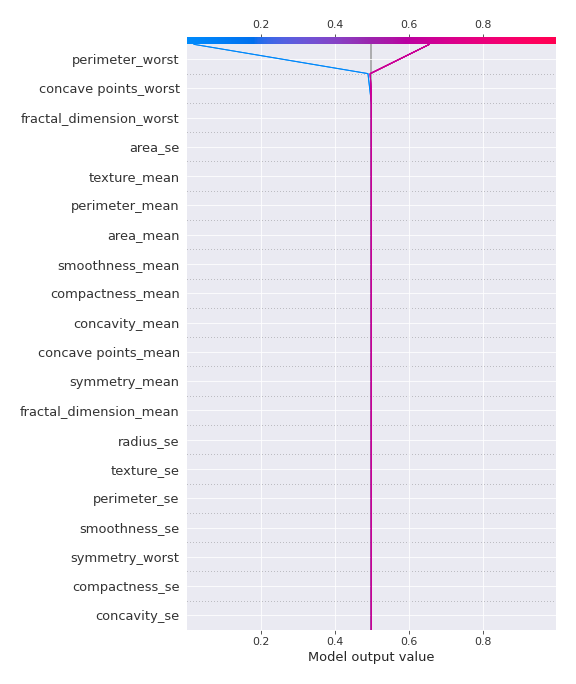 0.2 0.4 0.6 0.8
perimeter_worst
concave points_worst
fractal_dimension_worst
area_se
texture_mean
perimeter_mean
area_mean
smoothness_mean
compactness_mean
concavity_mean
concave points_mean
symmetry_mean
fractal_dimension_mean
radius_se
texture_se
perimeter_se
smoothness_se
symmetry_worst
compactness_se
concavity_se
0.2 0.4 0.6 0.8
Model output value